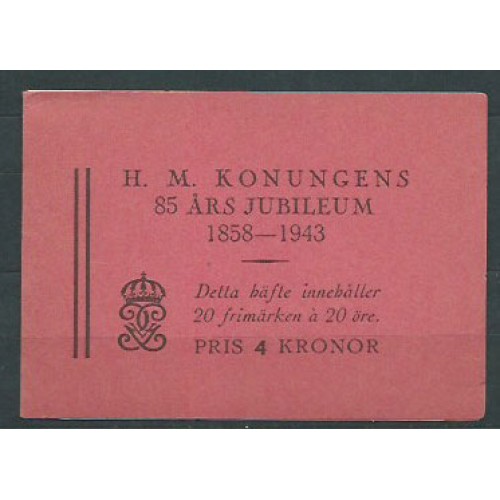 H. M. KONUNGENS
85 ÅRS JUBILEUM
1858—1943
Detta häfte innehåller
20 frimärken à 20 öre.
PRIS 4 KRONOR